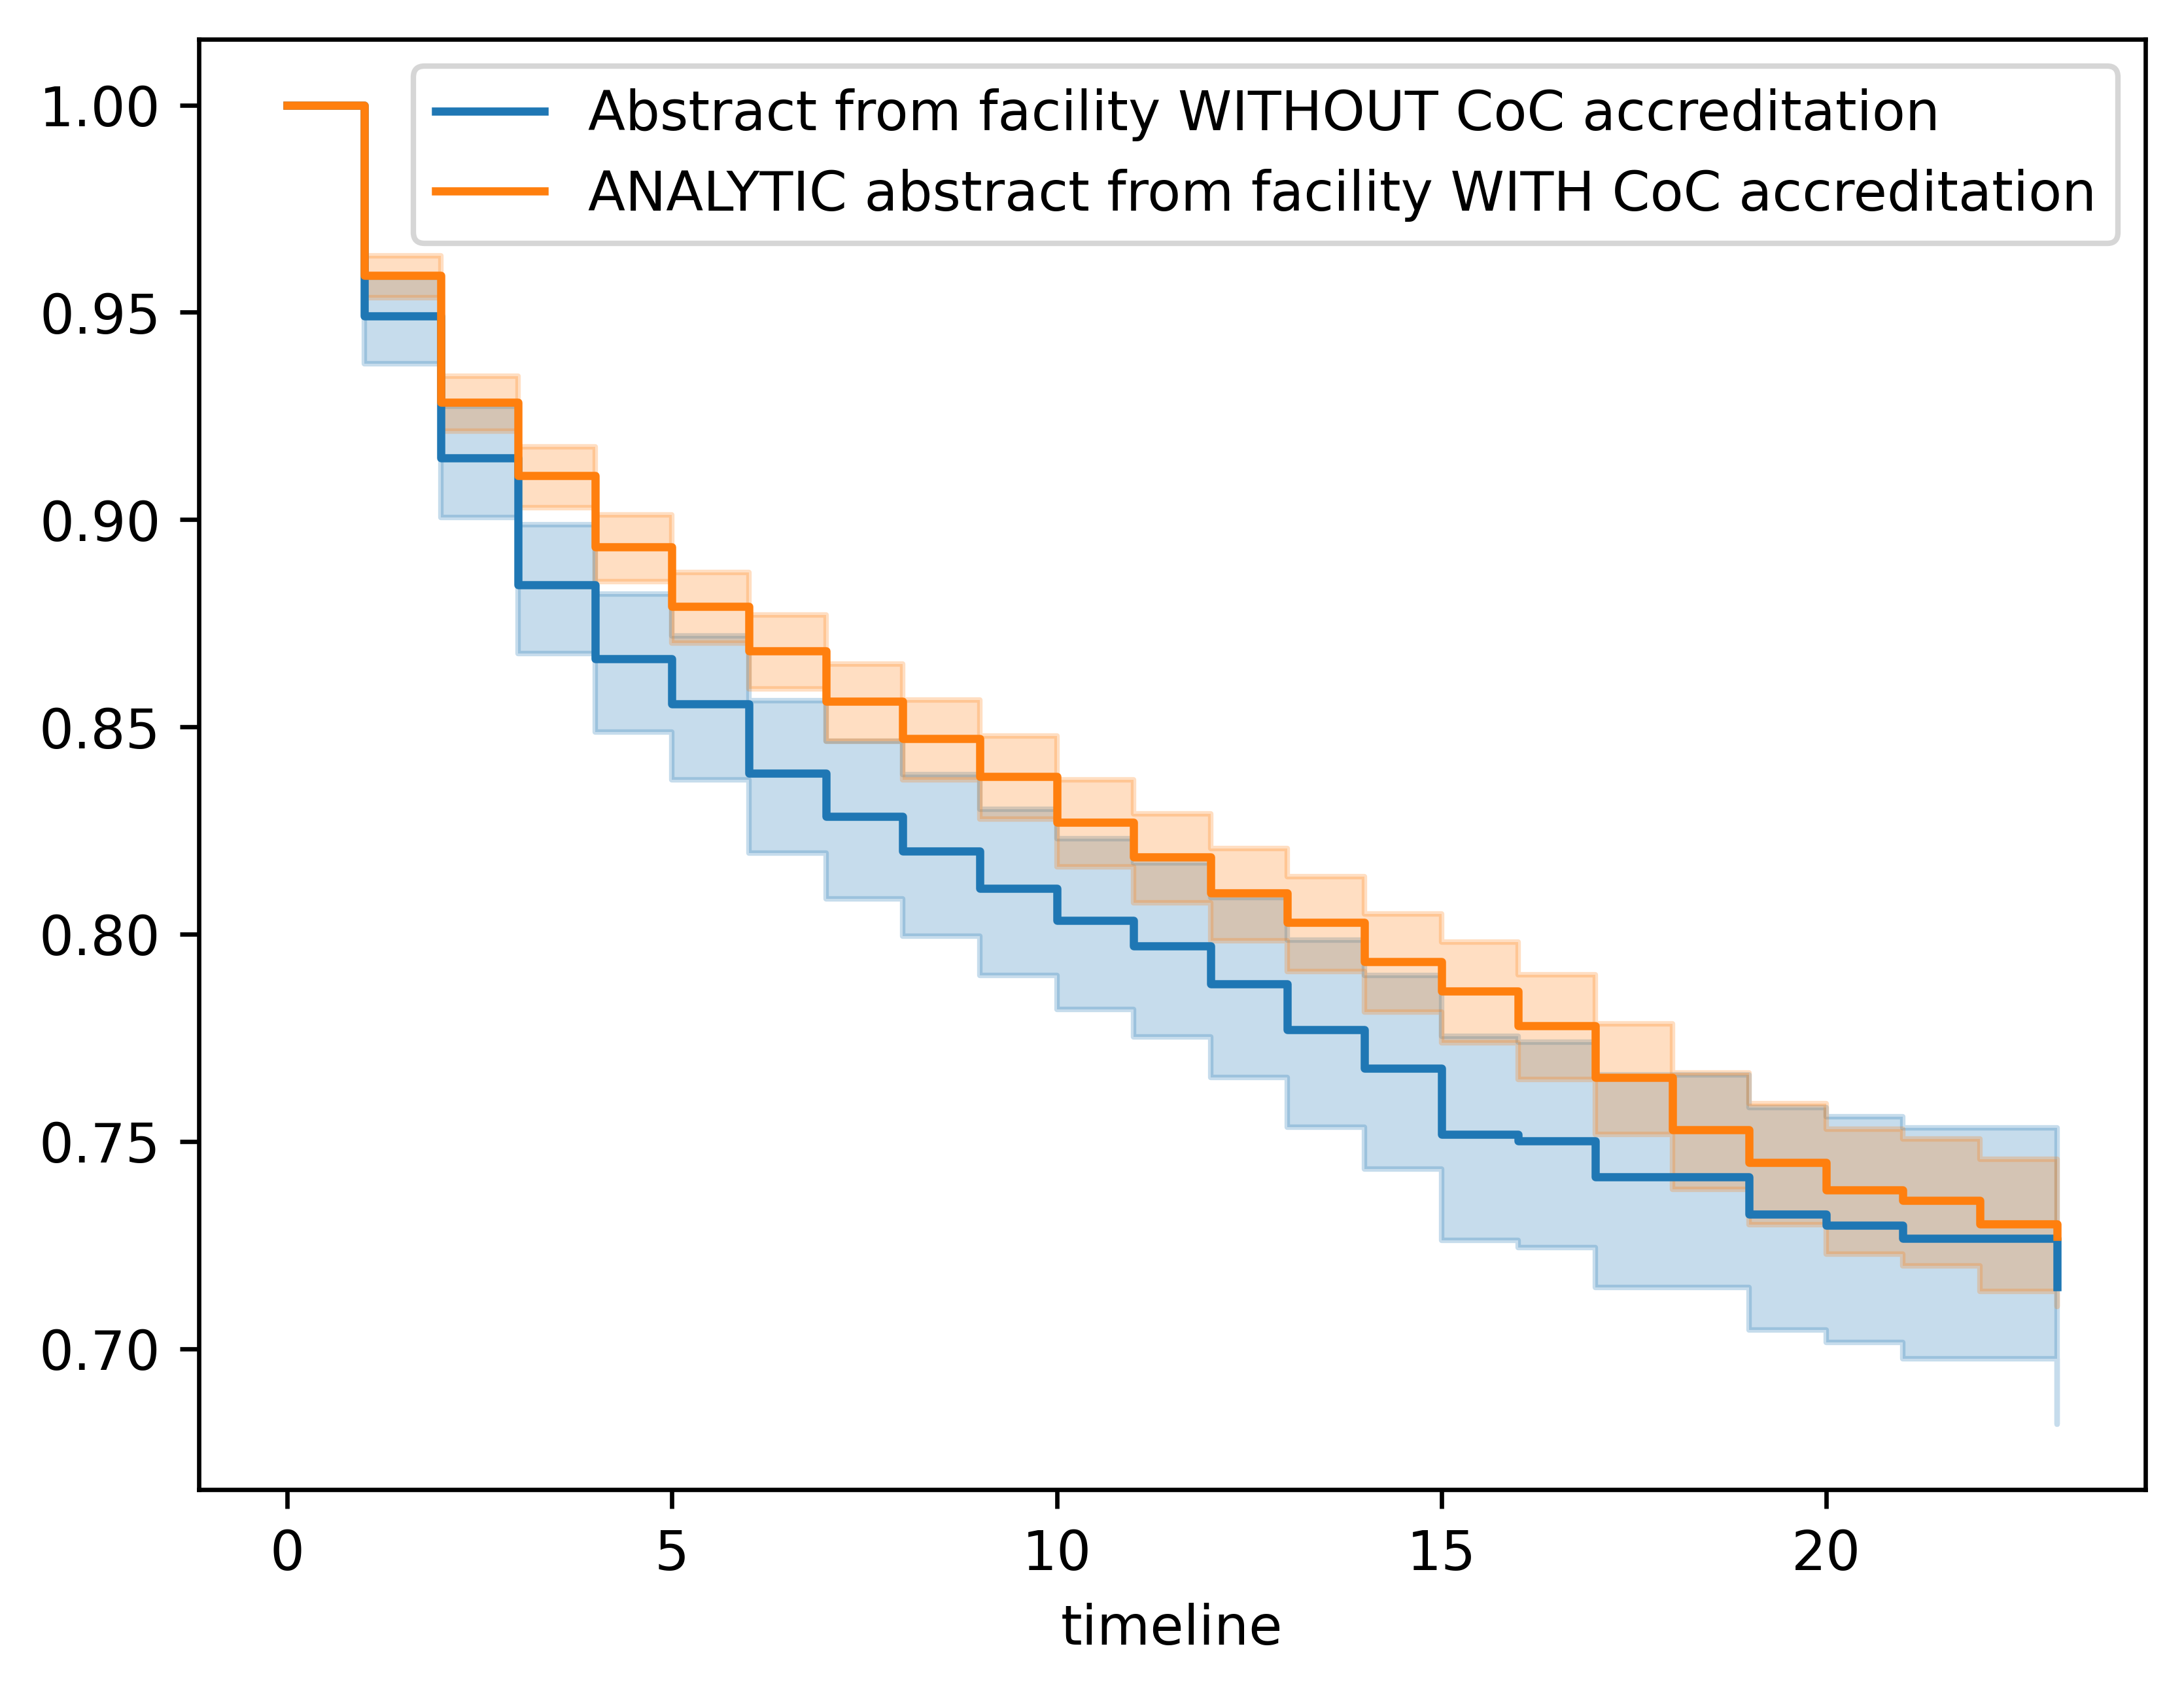 Abstract from facility WITHOUT CoC accreditation
ANALYTIC abstract from facility WITH CoC accreditation
1.00
0.95
0.90
0.85
0.80
0.75
0.70
0 5 10 15 20
timeline